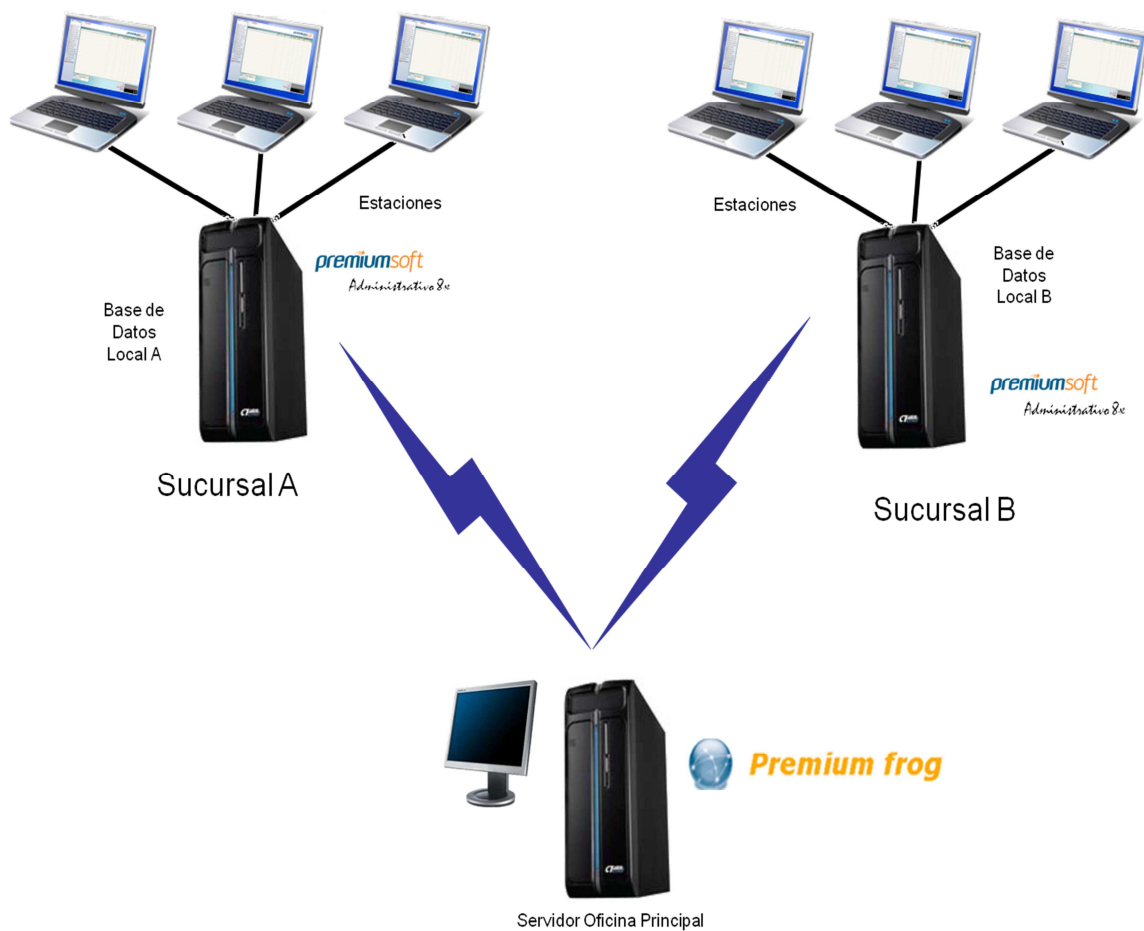 Estaciones
premiumsoft
Administrativo 8x
Base de
Datos
Local A
Sucursal A
Estaciones
Base de
Datos
Local B
premiumsoft
Administrativo 8x
Sucursal B
Premium frog
Servidor Oficina Principal